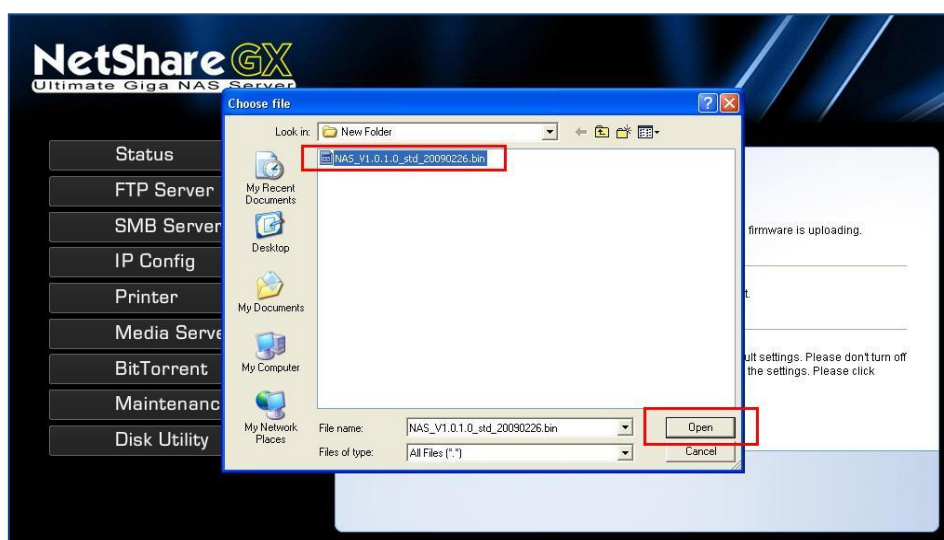 NetShare GX
Ultimate Giga NAS Server
Choose file
Look in:
New Folder
NAS_V1.0.1.0_std_20090226.bin
My Recent
Documents
Desktop
My Documents
My Computer
My Network
Places
File name:
NAS_V1.0.1.0_std_20090226.bin
Open
Files of type:
All Files (*.*)
Cancel
Status
FTP Server
SMB Server
IP Config
Printer
Media Serve
BitTorrent
Maintenanc
Disk Utility
firmware is uploading.
t.
ult settings. Please don't turn off
the settings. Please click